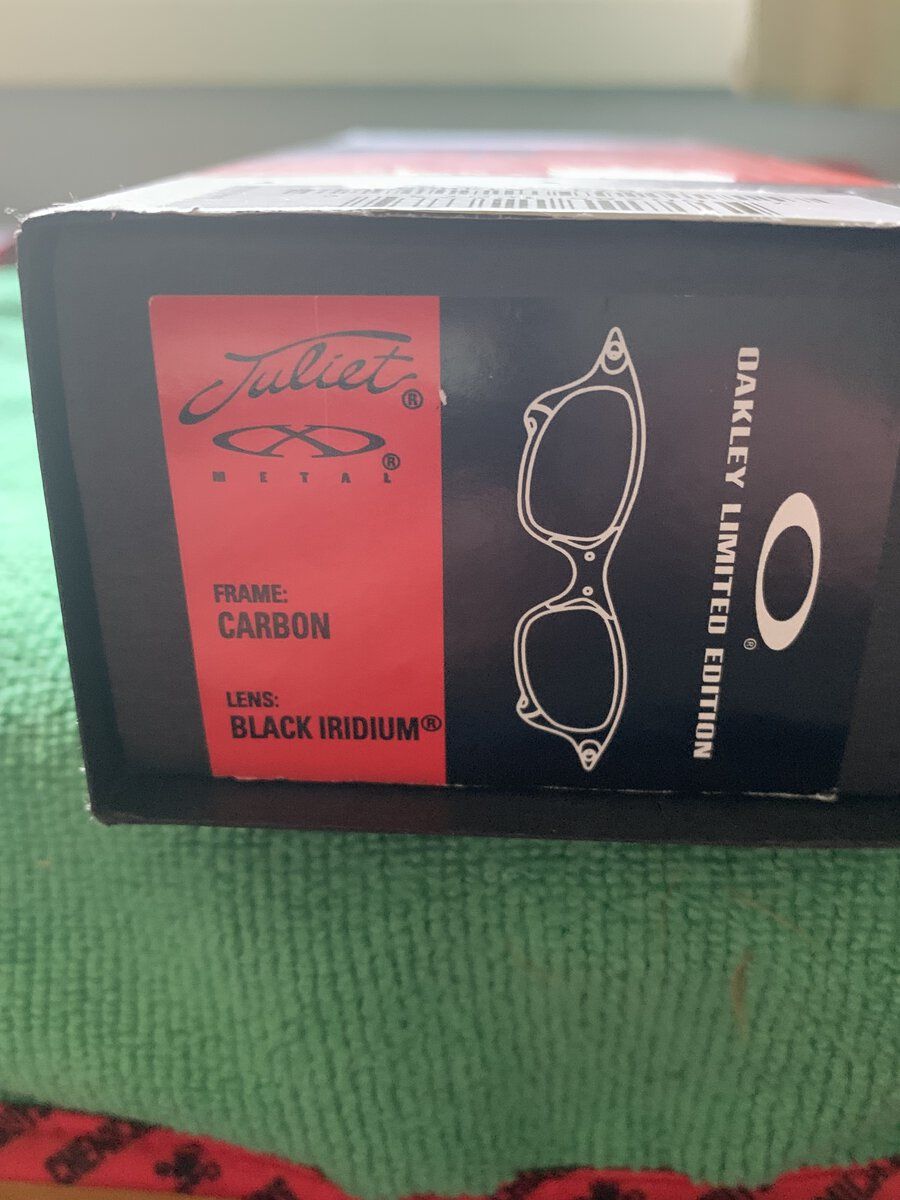 Juliet®
X®
METAL
FRAME:
CARBON
LENS:
BLACK IRIDIUM®
OAKLEY LIMITED EDITION
®